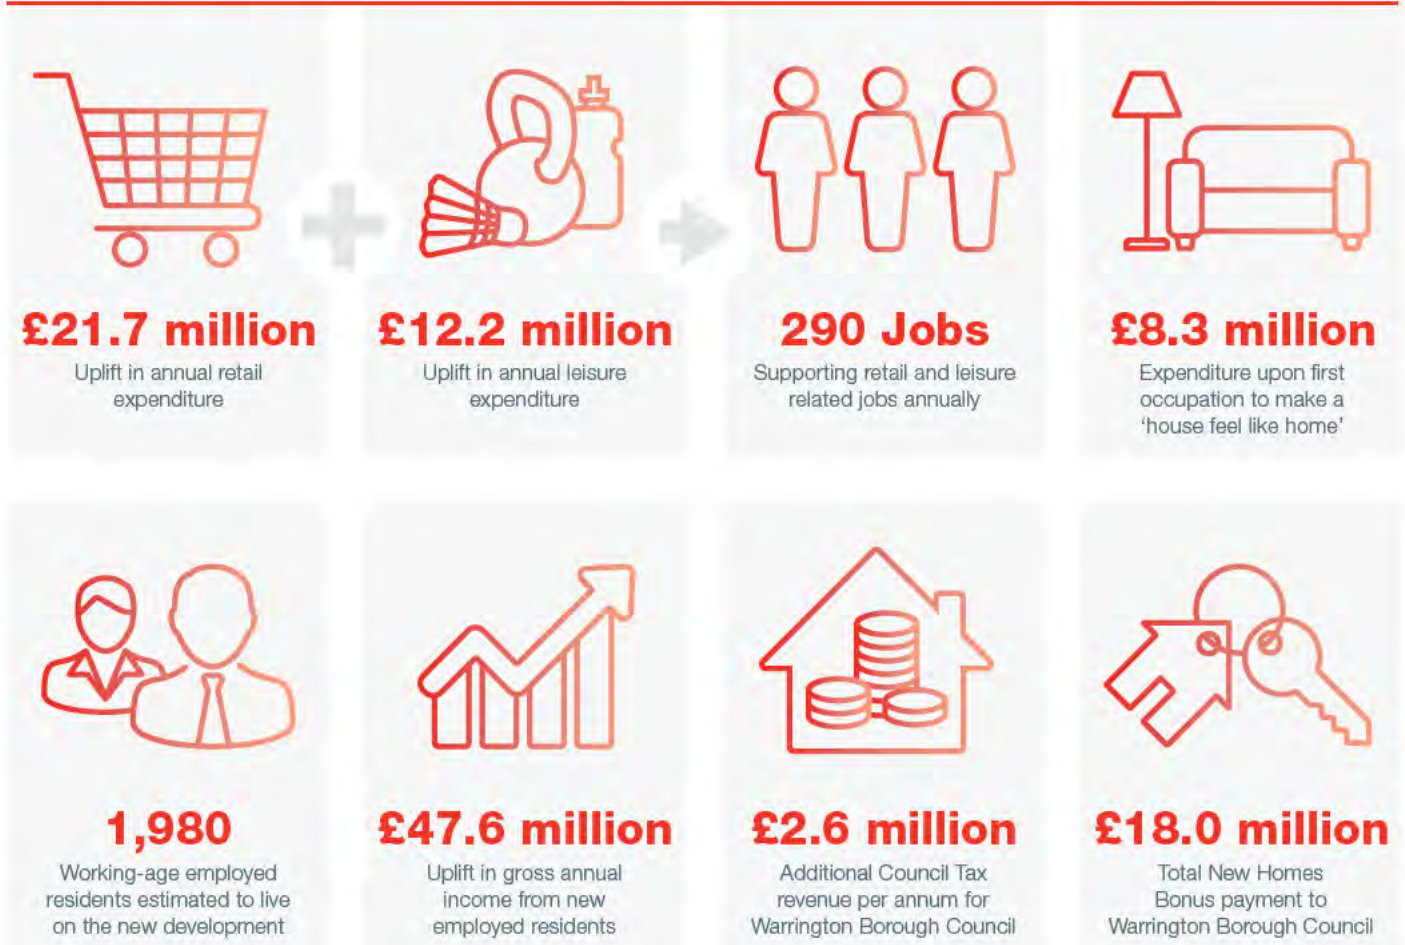 £21.7 million
Uplift in annual retail
expenditure
£12.2 million
Uplift in annual leisure
expenditure
290 Jobs
Supporting retail and leisure
related jobs annually
£8.3 million
Expenditure upon first
occupation to make a
‘house feel like home’
1,980
Working-age employed
residents estimated to live
on the new development
£47.6 million
Uplift in gross annual
income from new
employed residents
£2.6 million
Additional Council Tax
revenue per annum for
Warrington Borough Council
£18.0 million
Total New Homes
Bonus payment to
Warrington Borough Council